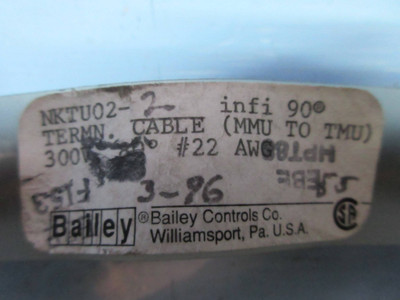 NKTU02-2 infi 90®
TERMN. CABLE (MMU TO TMU)
300V #22 AWG
3-96
Bailey ® Bailey Controls Co.
Williamsport, Pa. U.S.A.